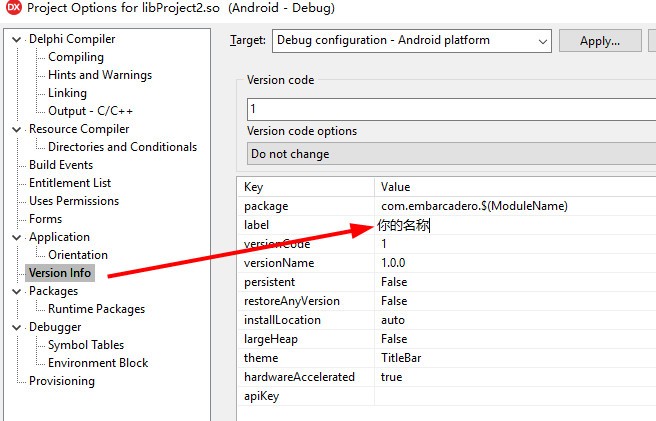 DX Project Options for libProject2.so (Android - Debug)
Delphi Compiler
Compiling
Hints and Warnings
Linking
Output - C/C++
Resource Compiler
Directories and Conditionals
Build Events
Entitlement List
Uses Permissions
Forms
Application
Orientation
Version Info
Packages
Runtime Packages
Debugger
Symbol Tables
Environment Block
Provisioning
Target: Debug configuration - Android platform Apply...
Version code
1
Version code options
Do not change
Key Value
package com.embarcadero.$(ModuleName)
label 你的名称
versionCode 1
versionName 1.0.0
persistent False
restoreAnyVersion False
installLocation auto
largeHeap False
theme TitleBar
hardwareAccelerated true
apiKey